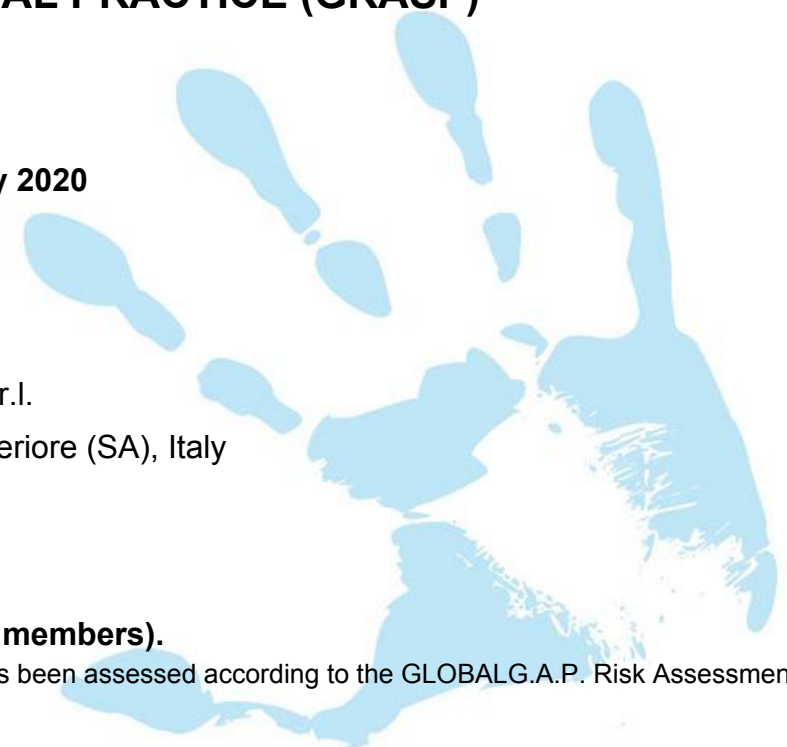 AL PRACTICE (GRASP)
y 2020
r.l.
eriore (SA), Italy
members).
s been assessed according to the GLOBALG.A.P. Risk Assessmen